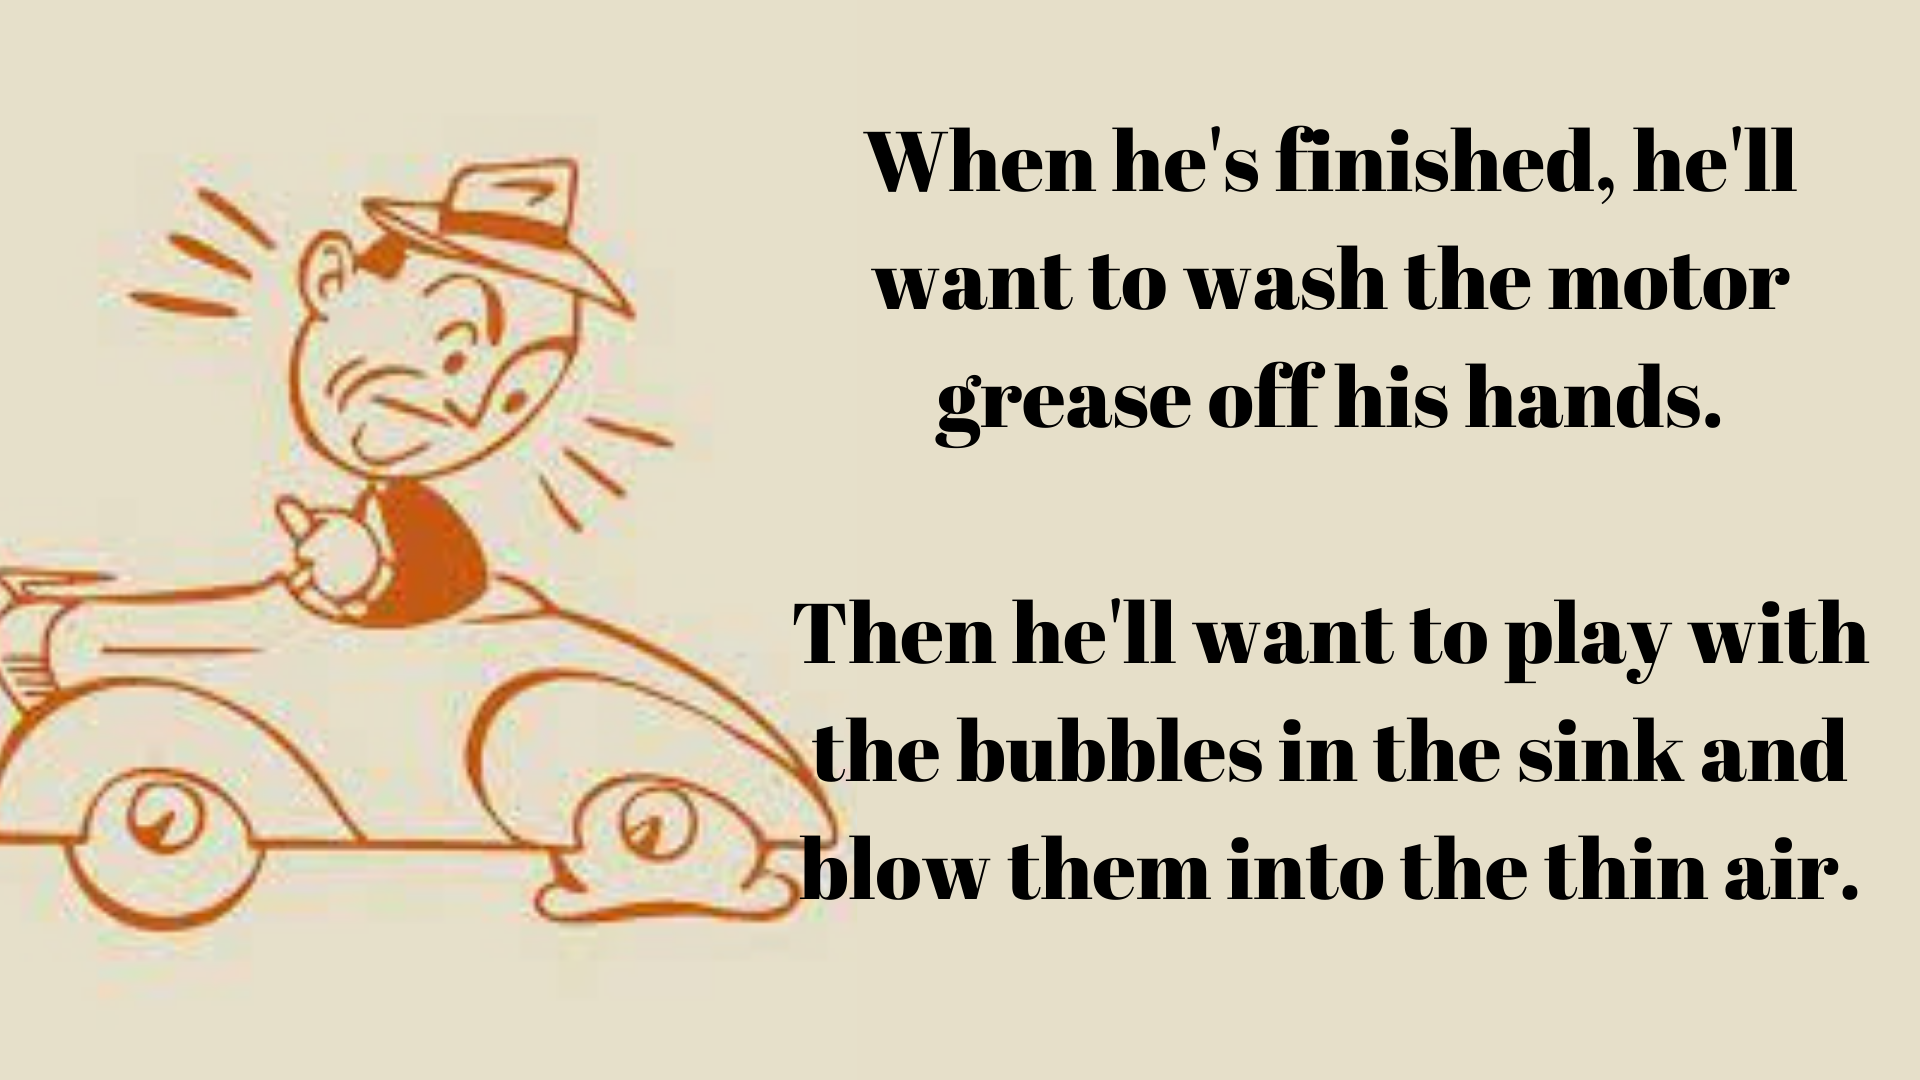 When he's finished, he'll
want to wash the motor
grease off his hands.
Then he'll want to play with
the bubbles in the sink and
blow them into the thin air.